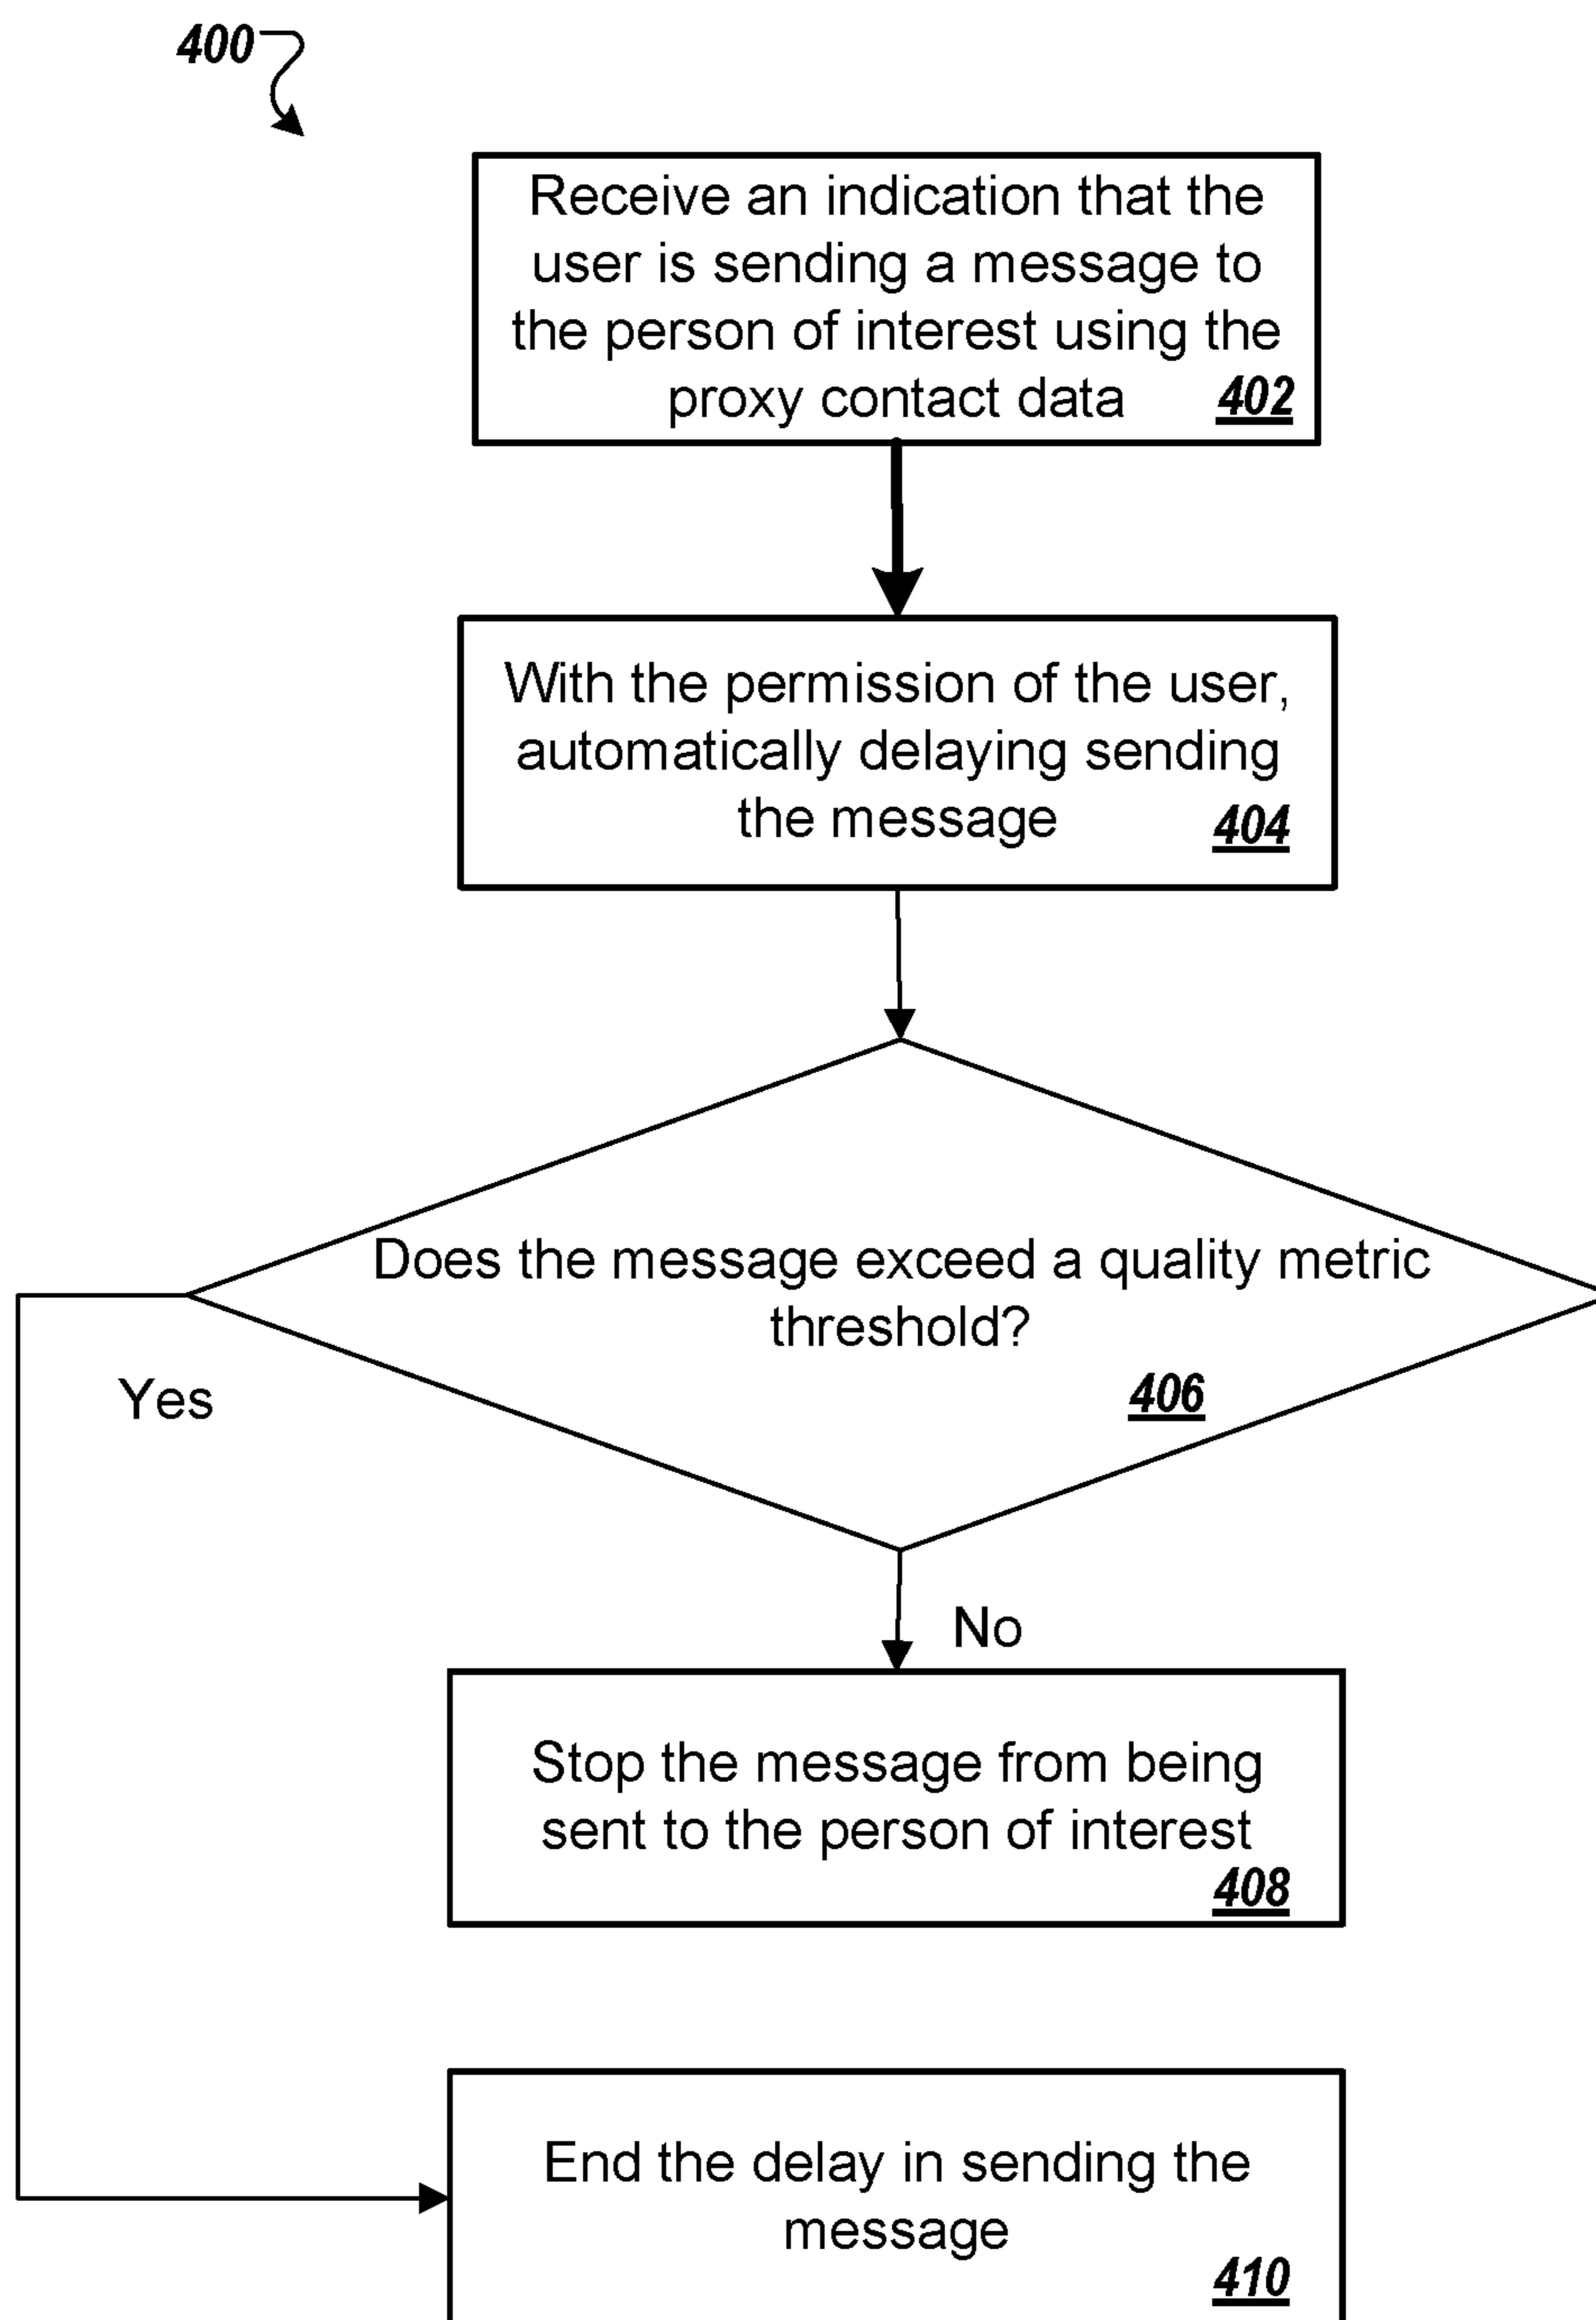 400
Receive an indication that the
user is sending a message to
the person of interest using the
proxy contact data 402
With the permission of the user,
automatically delaying sending
the message 404
Does the message exceed a quality metric
threshold?
406
Yes
No
Stop the message from being
sent to the person of interest
408
End the delay in sending the
message
410